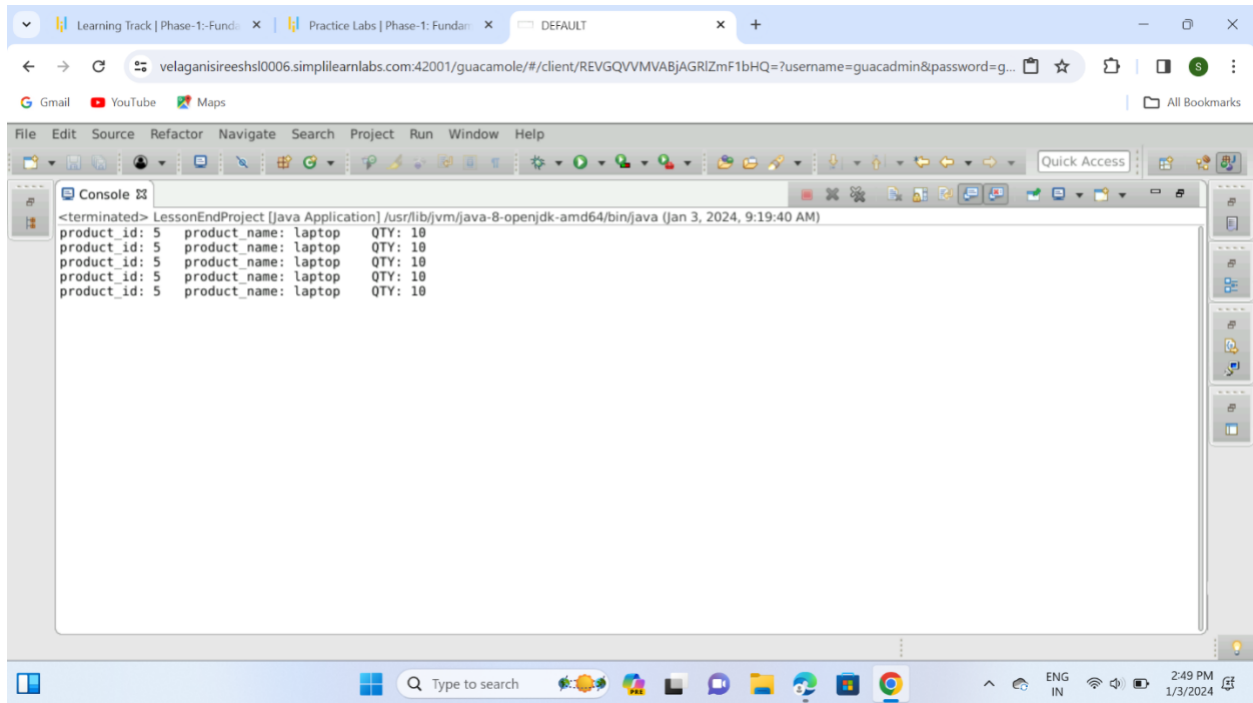 Learning Track | Phase-1:-Funda
Practice Labs | Phase-1: Fundam
DEFAULT
velaganisireeshsl0006.simplilearnlabs.com:42001/guacamole/#/client/REVGQVVMVABjAGRlZmF1bHQ=?username=guacadmin&password=g...
S
Gmail
YouTube
Maps
All Bookmarks
File Edit Source Refactor Navigate Search Project Run Window Help
Quick Access
Console
<terminated> LessonEndProject [Java Application] /usr/lib/jvm/java-8-openjdk-amd64/bin/java (Jan 3, 2024, 9:19:40 AM)
product_id: 5 product_name: laptop QTY: 10
product_id: 5 product_name: laptop QTY: 10
product_id: 5 product_name: laptop QTY: 10
product_id: 5 product_name: laptop QTY: 10
product_id: 5 product_name: laptop QTY: 10
Type to search
PRE
ENG
IN
2:49 PM
1/3/2024